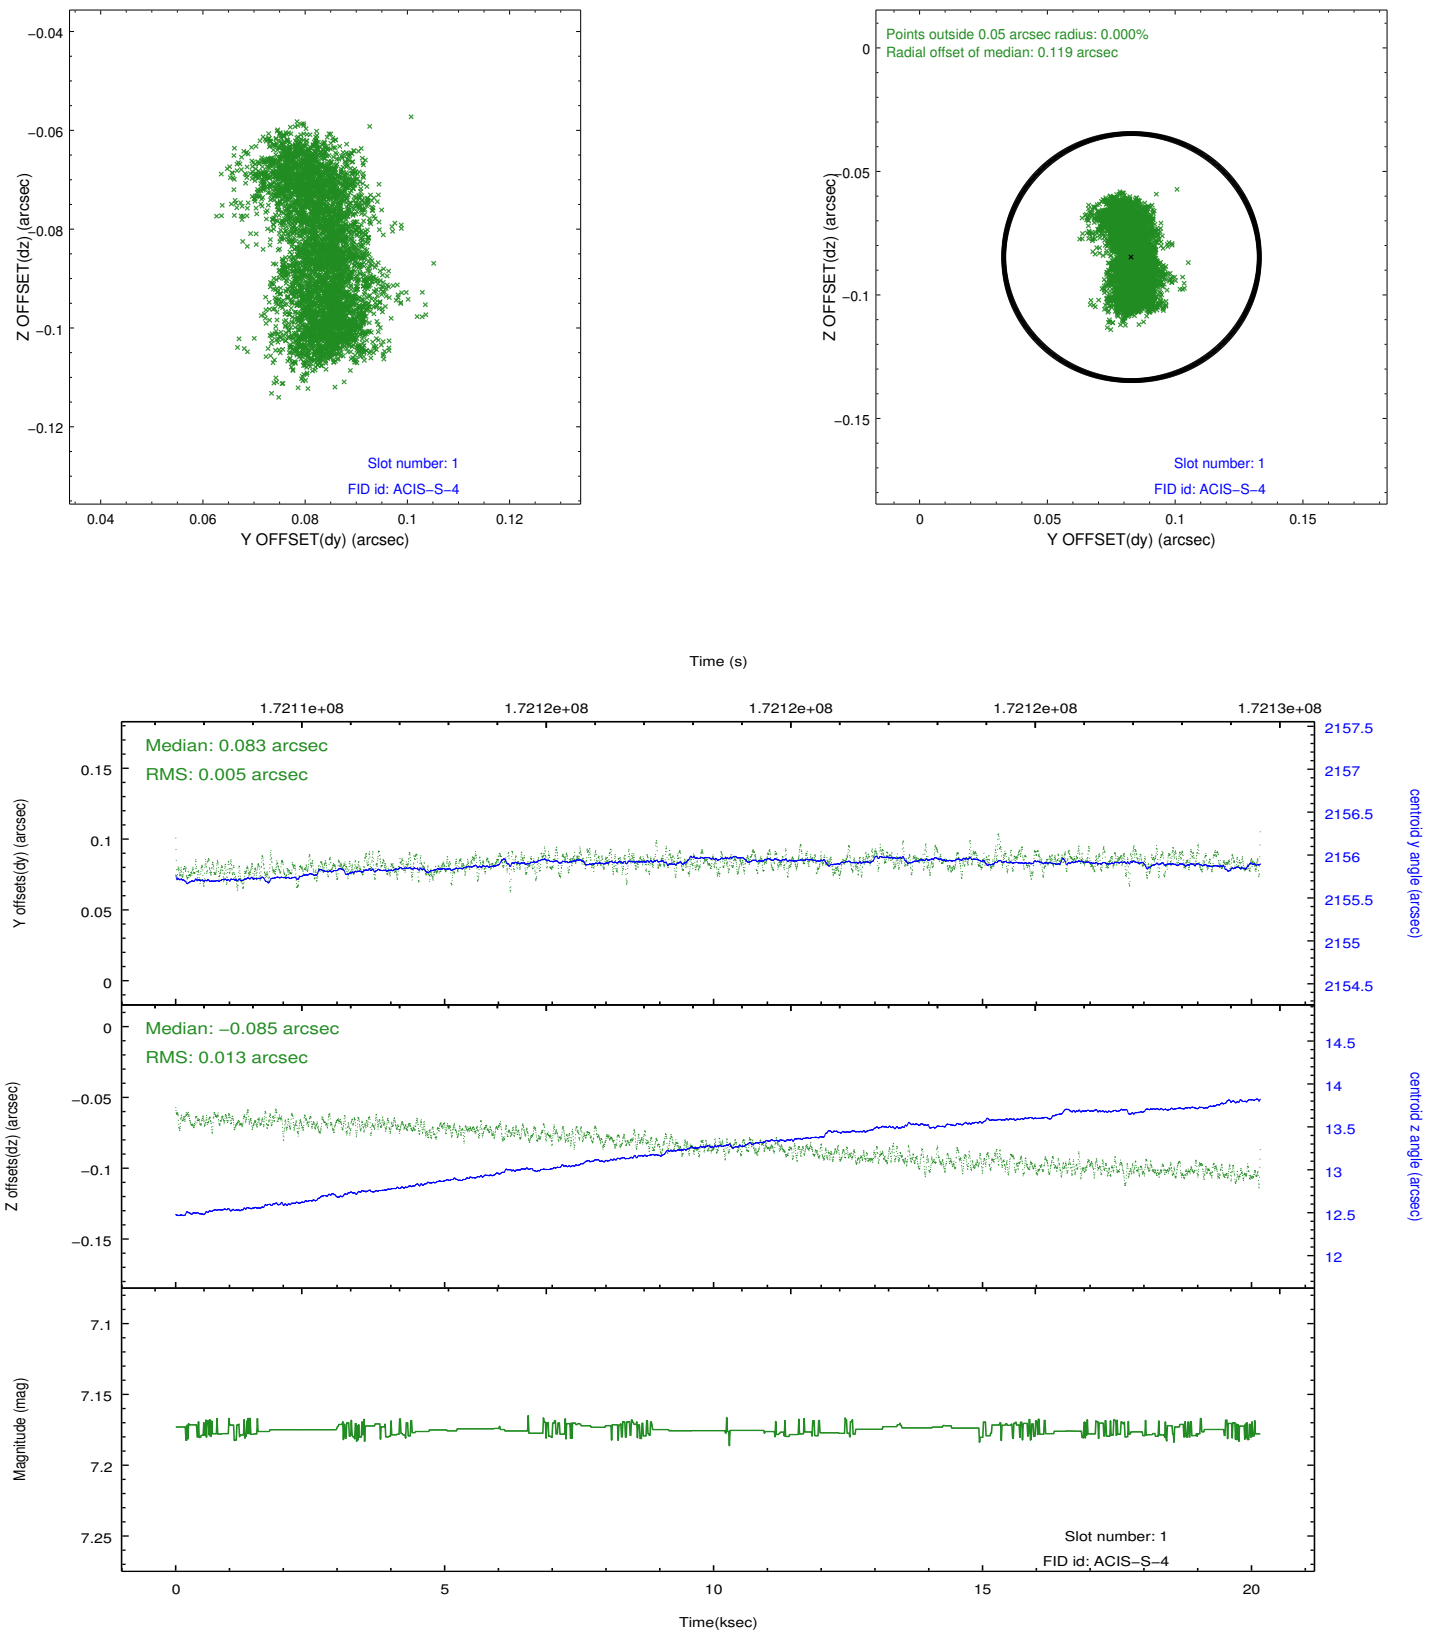 −0.04
−0.06
−0.08
−0.1
−0.12
Z OFFSET(dz) (arcsec)
Slot number: 1
FID id: ACIS−S−4
0.04 0.06 0.08 0.1 0.12
Y OFFSET(dy) (arcsec)
Points outside 0.05 arcsec radius: 0.000%
Radial offset of median: 0.119 arcsec
0
−0.05
−0.1
−0.15
Z OFFSET(dz) (arcsec)
Slot number: 1
FID id: ACIS−S−4
0 0.05 0.1 0.15
Y OFFSET(dy) (arcsec)
Time (s)
1.7211e+08 1.7212e+08 1.7212e+08 1.7212e+08 1.7213e+08
Median: 0.083 arcsec
RMS: 0.005 arcsec
0.15
0.1
0.05
0
Y offsets(dy) (arcsec)
2157.5
2157
2156.5
2156
2155.5
2155
2154.5
centroid y angle (arcsec)
Median: −0.085 arcsec
RMS: 0.013 arcsec
0
−0.05
−0.1
−0.15
Z offsets(dz) (arcsec)
14.5
14
13.5
13
12.5
12
centroid z angle (arcsec)
7.1
7.15
7.2
7.25
Magnitude (mag)
Slot number: 1
FID id: ACIS−S−4
0 5 10 15 20
Time(ksec)